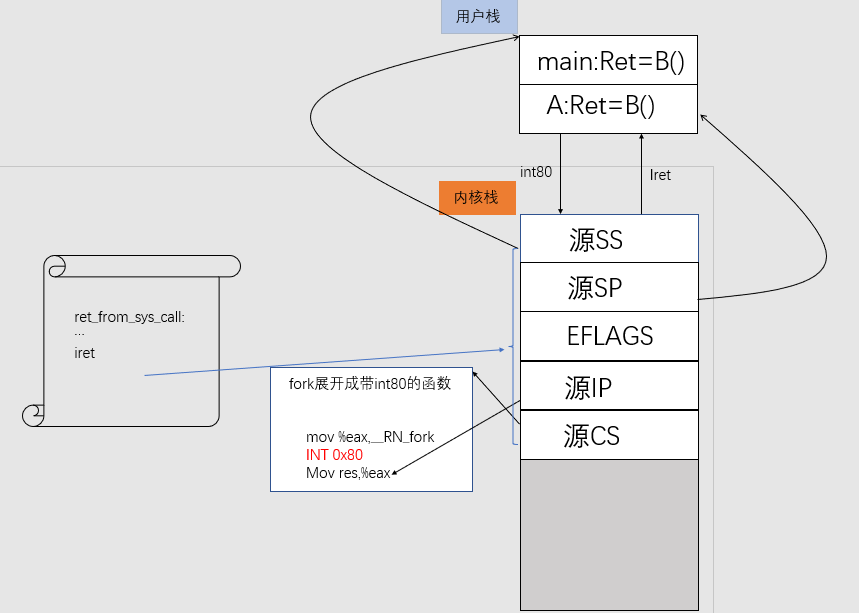 用户栈
main:Ret=B()
A:Ret=B()
int80
Iret
内核栈
源SS
源SP
EFLAGS
源IP
源CS
ret_from_sys_call:
...
iret
fork展开成带int80的函数
mov %eax,__RN_fork
INT 0x80
Mov res,%eax